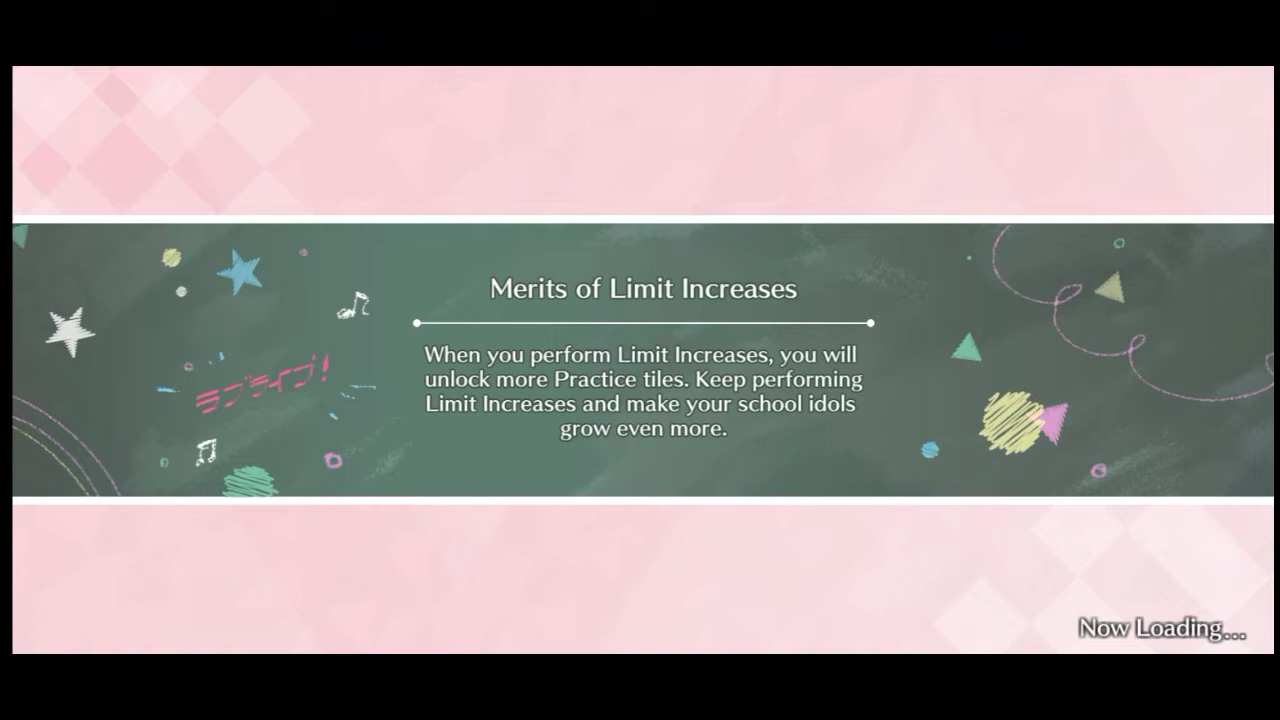 Merits of Limit Increases
When you perform Limit Increases, you will
unlock more Practice tiles. Keep performing
Limit Increases and make your school idols
grow even more.
ラブライブ!
Now Loading...